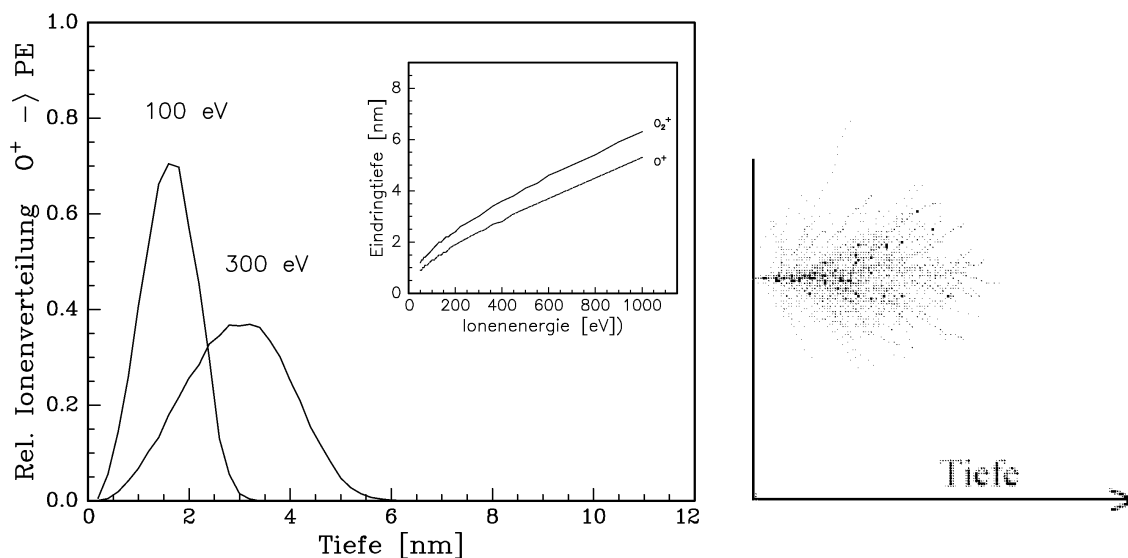 Rel. Ionenverteilung O⁺ —⟩ PE
1.0
0.8
0.6
0.4
0.2
0.0
0 2 4 6 8 10 12
Tiefe [nm]
100 eV
300 eV
Eindringtiefe [nm]
8
6
4
2
0
0 200 400 600 800 1000
Ionenenergie [eV])
O₂⁺
O⁺
Tiefe